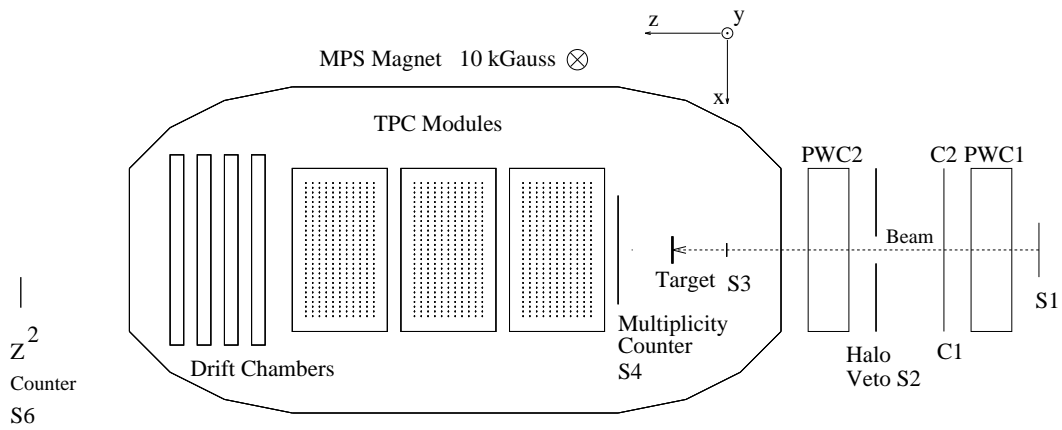 y
z
MPS Magnet 10 kGauss
x
TPC Modules
PWC2
C2
PWC1
Beam
Target
S3
S1
Z
2
Counter
S6
Drift Chambers
Multiplicity
Counter
S4
Halo
Veto S2
C1